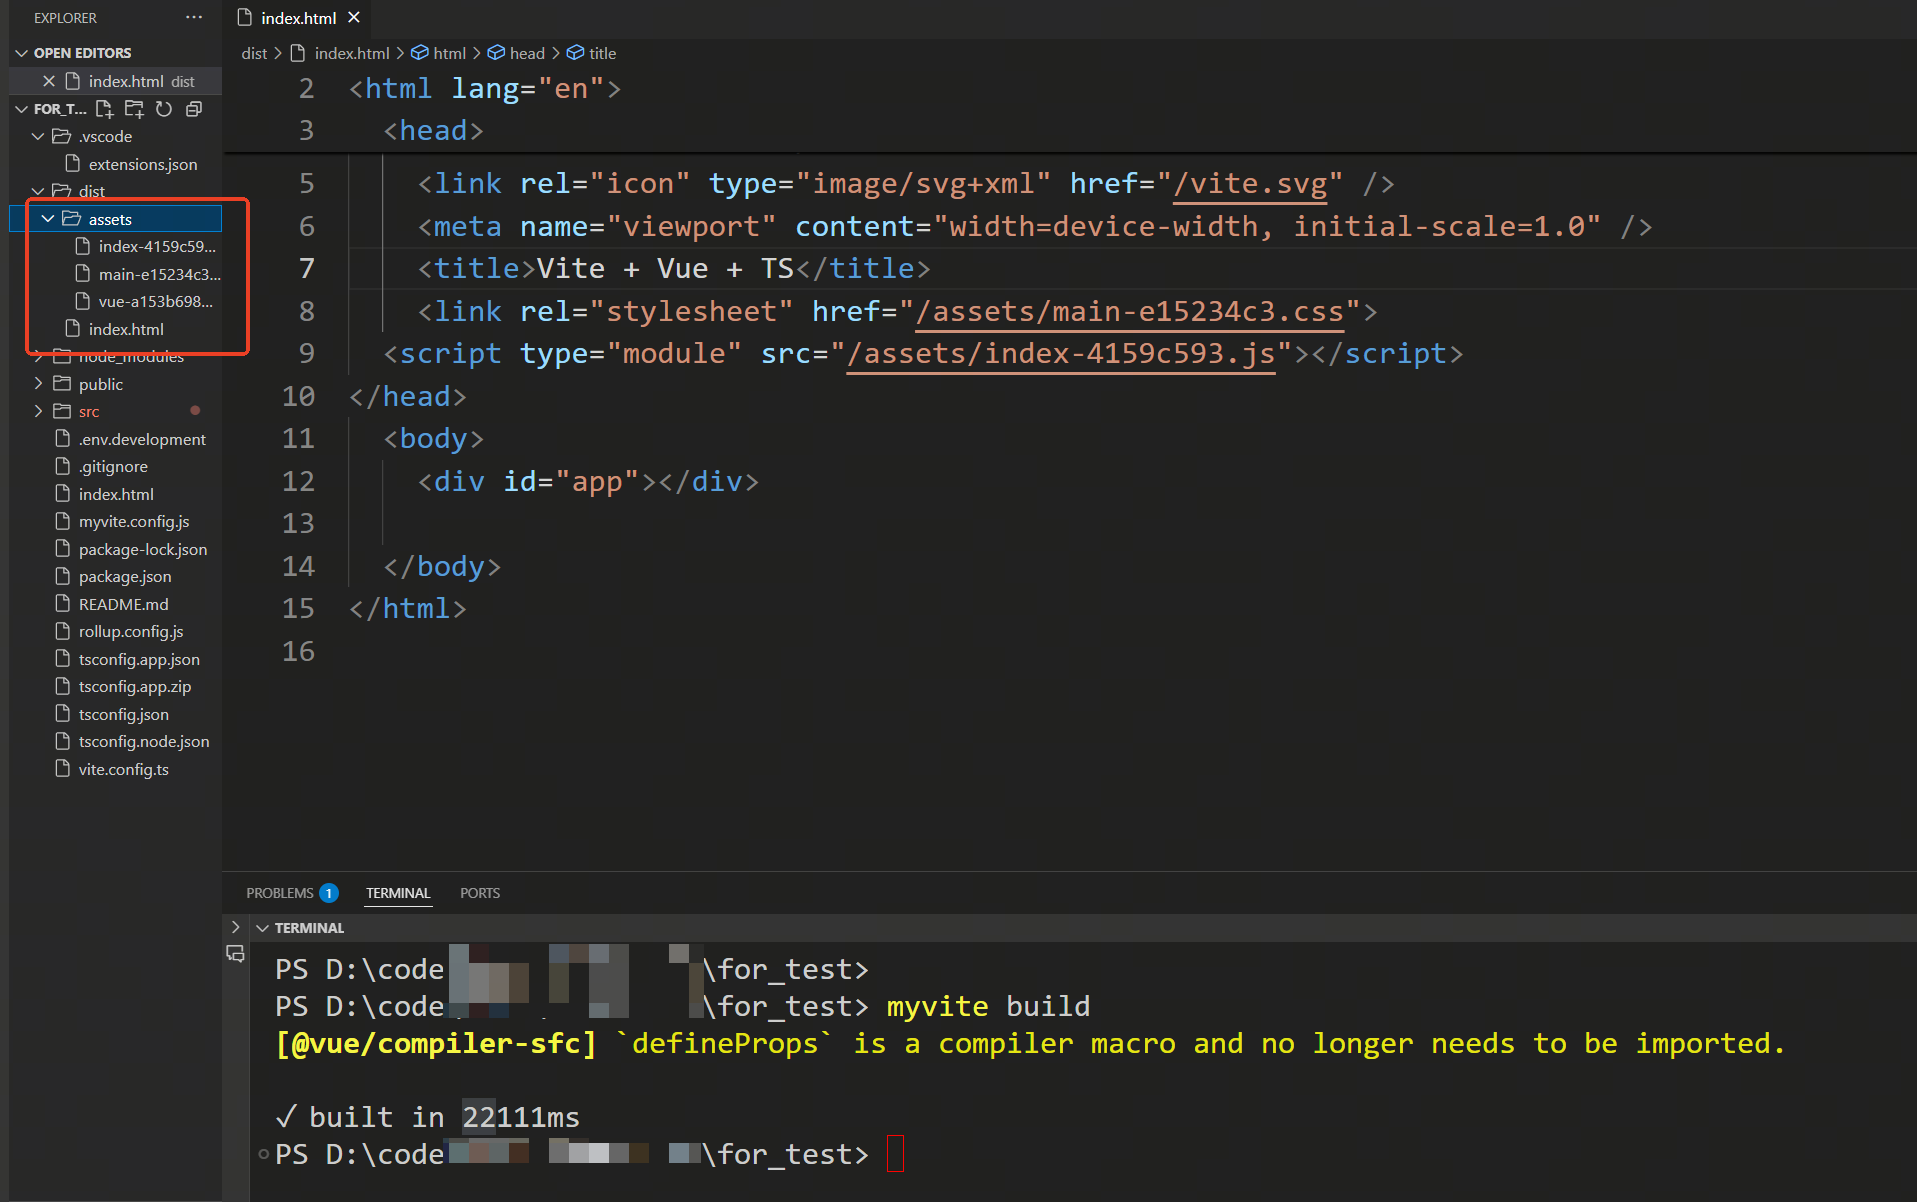 EXPLORER
OPEN EDITORS
index.html dist
FOR_T...
.vscode
extensions.json
dist
assets
index-4159c59...
main-e15234c3...
vue-a153b698...
index.html
node_modules
public
src
.env.development
.gitignore
index.html
myvite.config.js
package-lock.json
package.json
README.md
rollup.config.js
tsconfig.app.json
tsconfig.app.zip
tsconfig.json
tsconfig.node.json
vite.config.ts
index.html
dist > index.html > html > head > title
2 <html lang="en">
3 <head>
5 <link rel="icon" type="image/svg+xml" href="/vite.svg" />
6 <meta name="viewport" content="width=device-width, initial-scale=1.0" />
7 <title>Vite + Vue + TS</title>
8 <link rel="stylesheet" href="/assets/main-e15234c3.css">
9 <script type="module" src="/assets/index-4159c593.js"></script>
10 </head>
11 <body>
12 <div id="app"></div>
13
14 </body>
15 </html>
16
PROBLEMS 1 TERMINAL PORTS
TERMINAL
PS D:\code \for_test>
PS D:\code \for_test> myvite build
[@vue/compiler-sfc] `defineProps` is a compiler macro and no longer needs to be imported.
✓ built in 22111ms
PS D:\code \for_test>